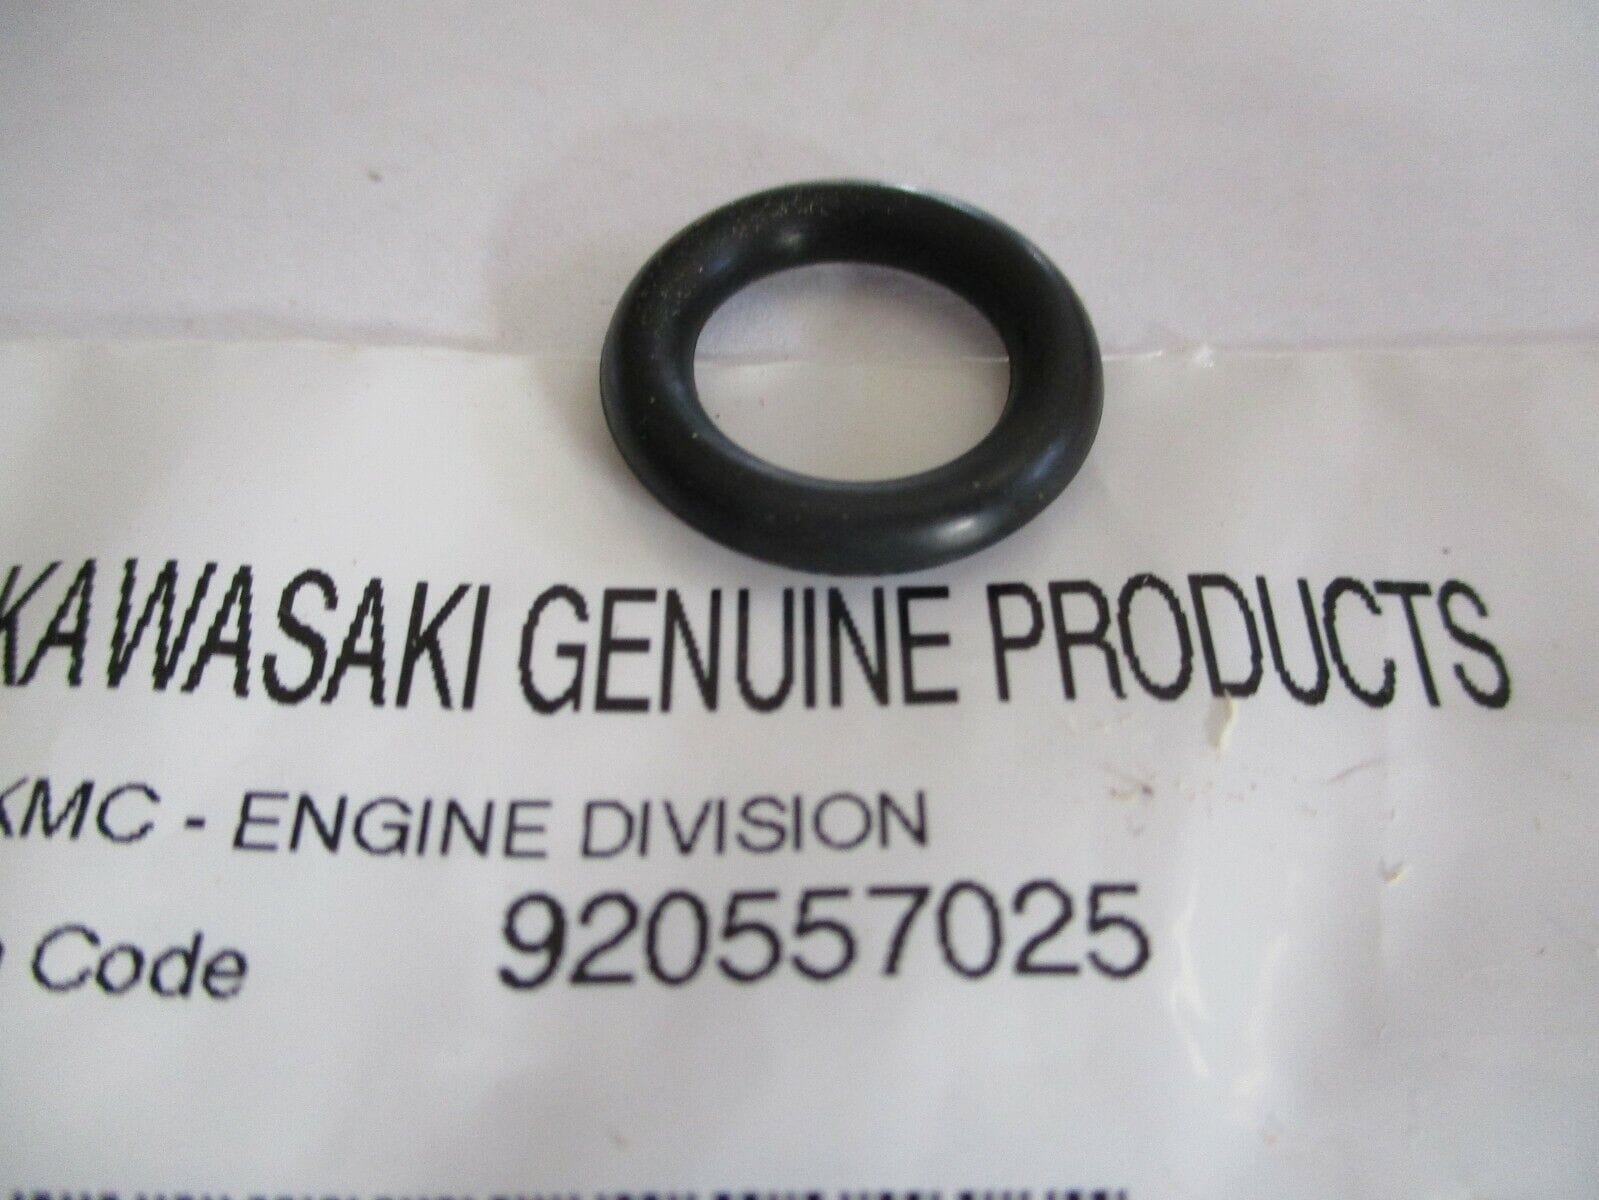 KAWASAKI GENUINE PRODUCTS
KMC - ENGINE DIVISION
Code 920557025